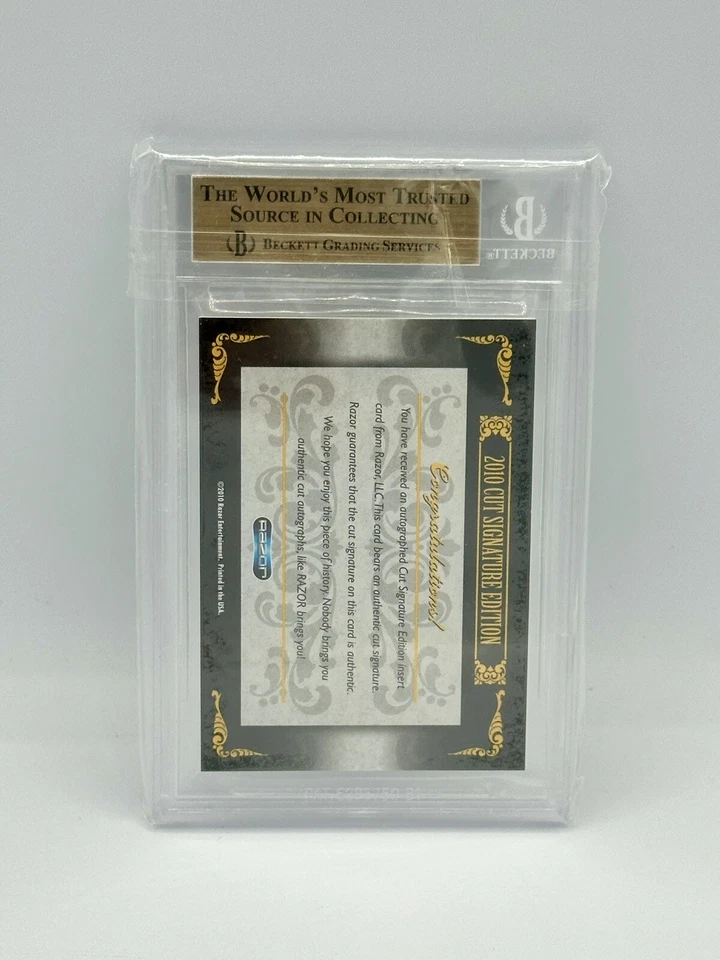 THE WORLD'S MOST TRUSTED
SOURCE IN COLLECTING
B BECKETT GRADING SERVICES
B
BECKETT®
2010 CUT SIGNATURE EDITION
Congratulations!
You have received an autographed Cut Signature Edition insert
card from Razor, LLC. This card bears an authentic cut signature.
Razor guarantees that the cut signature on this card is authentic.
We hope you enjoy this piece of history. Nobody brings you
authentic cut autographs, like RAZOR brings you!
RAZOR
©2010 Razor Entertainment. Printed in the USA.